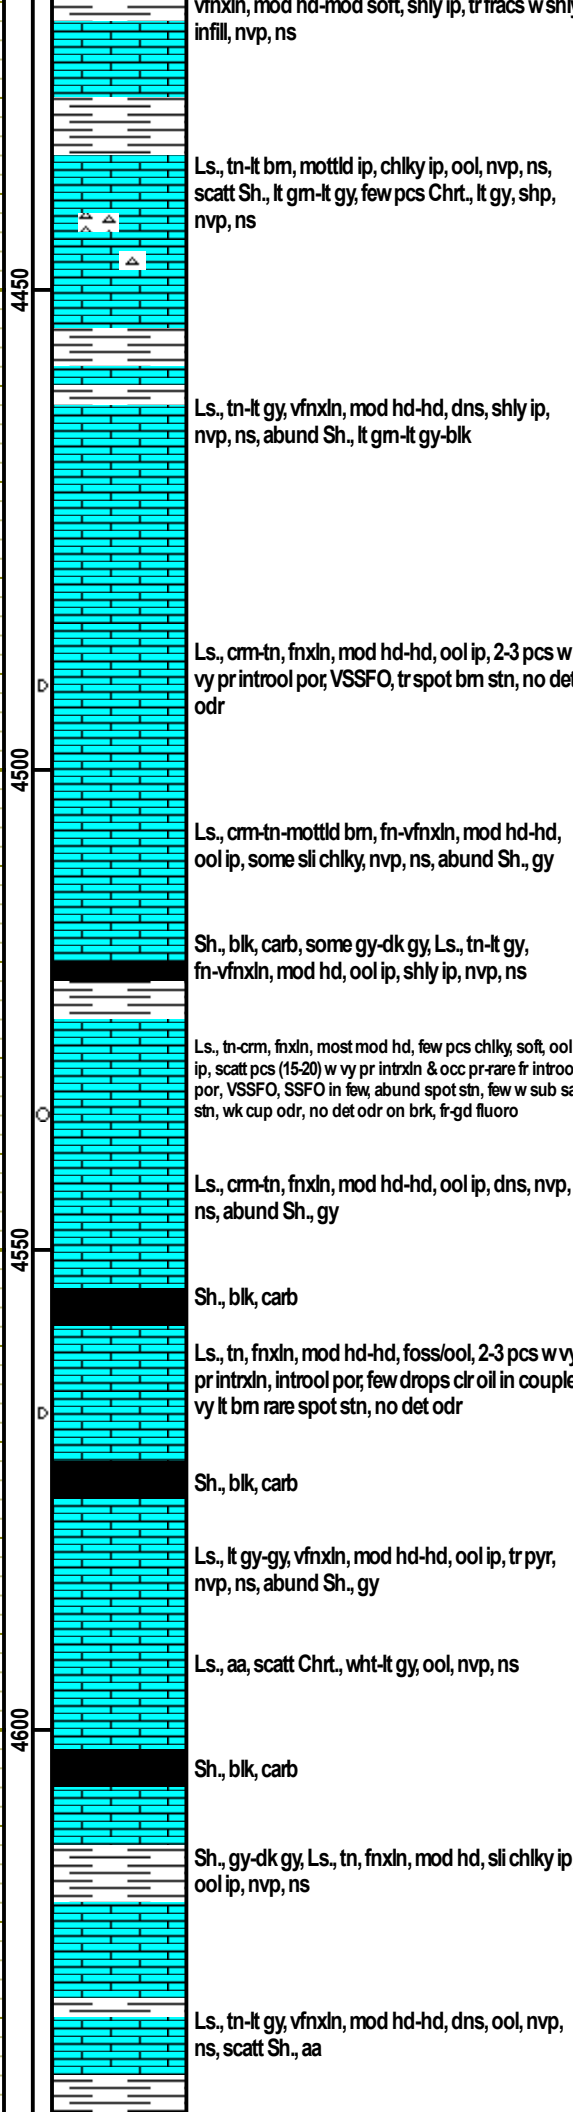 vfnxln, mod hd-mod soft, shly ip, tr fracs w shly
infill, nvp, ns
Ls., tn-lt brn, mottld ip, chlky ip, ool, nvp, ns,
scatt Sh., lt grn-lt gy, few pcs Chrt., lt gy, shp,
nvp, ns
4450
Ls., tn-lt gy, vfnxln, mod hd-hd, dns, shly ip,
nvp, ns, abund Sh., lt grn-lt gy-blk
Ls., crm-tn, fnxln, mod hd-hd, ool ip, 2-3 pcs w
vy pr introol por, VSSFO, tr spot brn stn, no det
odr
D
4500
Ls., crm-tn-mottld brn, fn-vfnxln, mod hd-hd,
ool ip, some sli chlky, nvp, ns, abund Sh., gy
Sh., blk, carb, some gy-dk gy, Ls., tn-lt gy,
fn-vfnxln, mod hd, ool ip, shly ip, nvp, ns
Ls., tn-crm, fnxln, most mod hd, few pcs chlky, soft, ool
ip, scatt pcs (15-20) w vy pr intrxln & occ pr-rare fr introo
por, VSSFO, SSFO in few, abund spot stn, few w sub sa
stn, wk cup odr, no det odr on brk, fr-gd fluoro
Ls., crm-tn, fnxln, mod hd-hd, ool ip, dns, nvp,
ns, abund Sh., gy
4550
Sh., blk, carb
Ls., tn, fnxln, mod hd-hd, foss/ool, 2-3 pcs w vy
pr intrxln, introol por, few drops clr oil in couple
vy lt brn rare spot stn, no det odr
D
Sh., blk, carb
Ls., lt gy-gy, vfnxln, mod hd-hd, ool ip, tr pyr,
nvp, ns, abund Sh., gy
Ls., aa, scatt Chrt., wht-lt gy, ool, nvp, ns
4600
Sh., blk, carb
Sh., gy-dk gy, Ls., tn, fnxln, mod hd, sli chlky ip
ool ip, nvp, ns
Ls., tn-lt gy, vfnxln, mod hd-hd, dns, ool, nvp,
ns, scatt Sh., aa